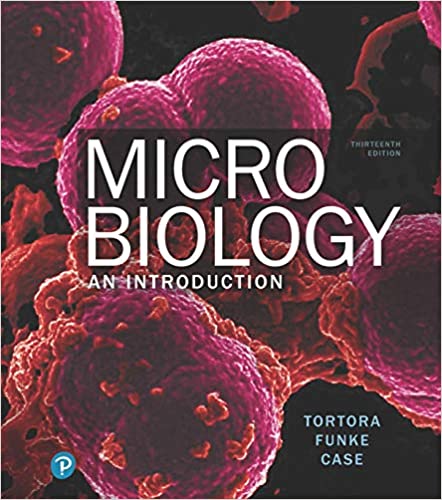 THIRTEENTH
EDITION
MICRO
BIOLOGY
AN INTRODUCTION
TORTORA
FUNKE
CASE
P